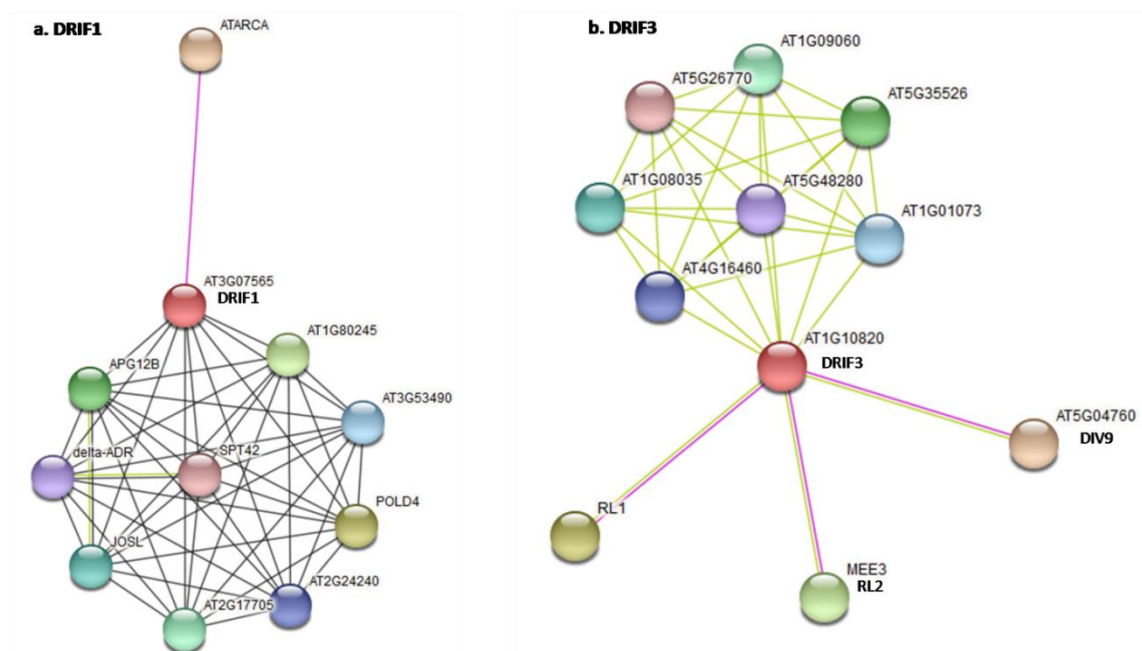 a. DRIF1
ATARCA
AT3G07565
DRIF1
AT1G80245
APG12B
AT3G53490
delta-ADR
SPT42
POLD4
JOSL
AT2G24240
AT2G17705
b. DRIF3
AT1G09060
AT5G26770
AT5G35526
AT1G08035
AT5G48280
AT1G01073
AT4G16460
AT1G10820
DRIF3
AT5G04760
DIV9
RL1
MEE3
RL2